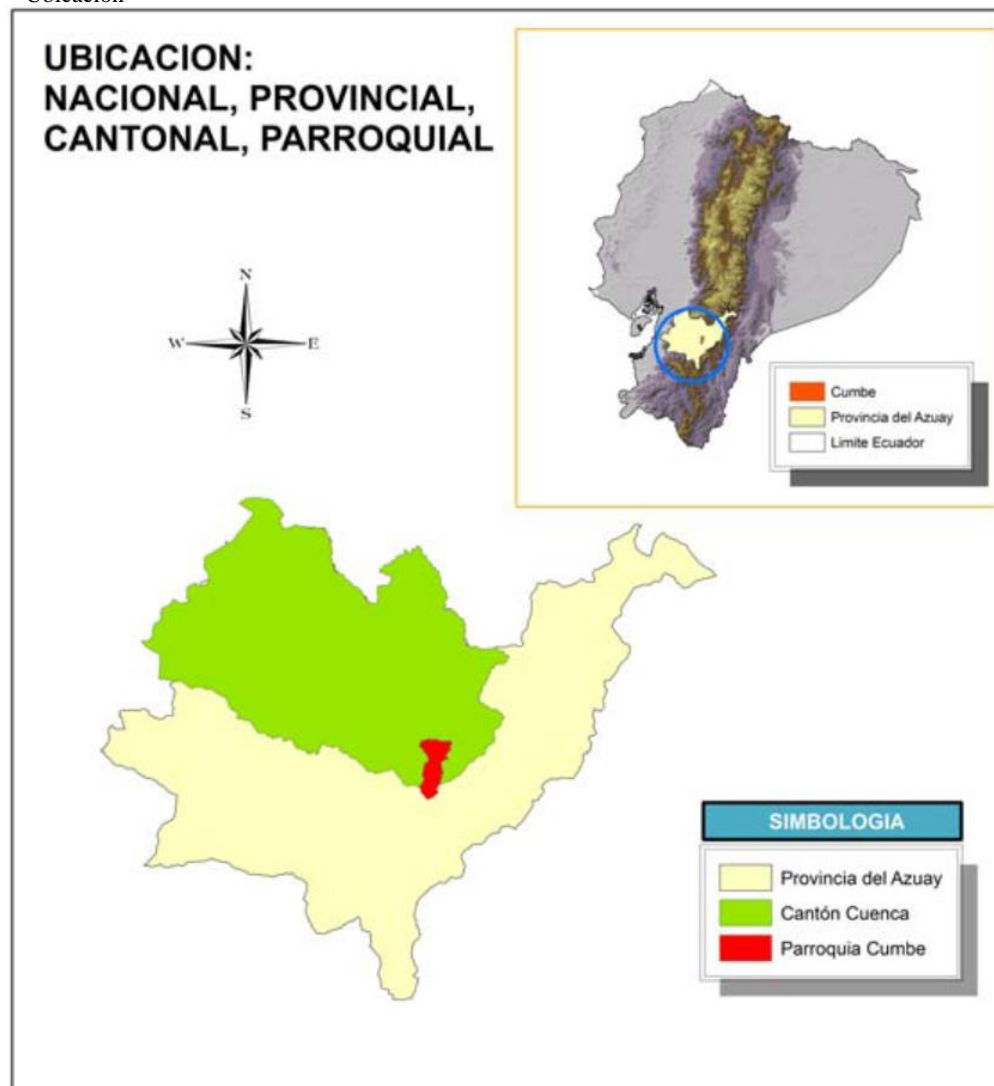 Ubicación
UBICACION:
NACIONAL, PROVINCIAL,
CANTONAL, PARROQUIAL
N
W
E
S
Cumbe
Provincia del Azuay
Limite Ecuador
SIMBOLOGIA
Provincia del Azuay
Cantón Cuenca
Parroquia Cumbe